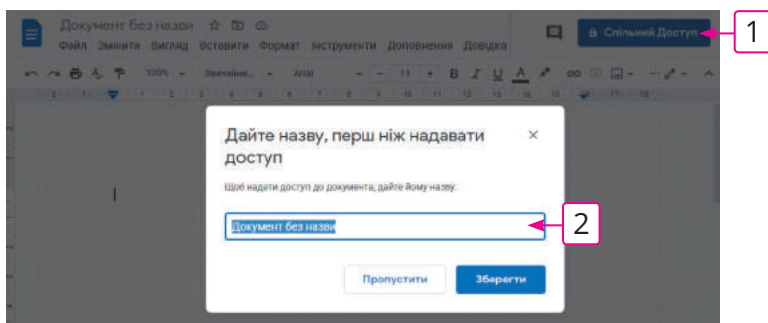 Документ без назви
Файл Змінити Вигляд Вставити Формат Інструменти Доповнення Довідка
Спільний Доступ
1
100% Звичайни... Arial 11 B I U A
Дайте назву, перш ніж надавати
доступ
Щоб надати доступ до документа, дайте йому назву.
Документ без назви
2
Пропустити Зберегти